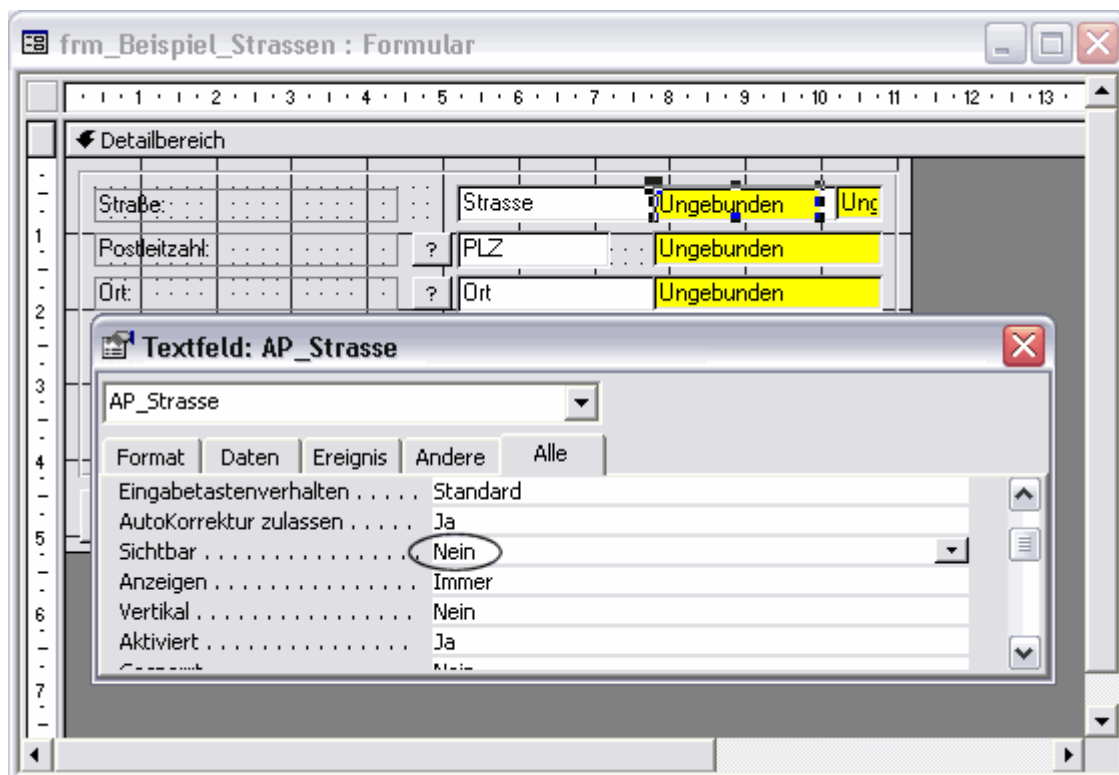 frm_Beispiel_Strassen : Formular
1 2 3 4 5 6 7 8 9 10 11 12 13
Detailbereich
Straße: Strasse Ungebunden Ung
1
Postleitzahl: ? PLZ Ungebunden
Ort: ? Ort Ungebunden
2
Textfeld: AP_Strasse
3
AP_Strasse
4
Format Daten Ereignis Andere Alle
Eingabetastenverhalten . . . . . Standard
AutoKorrektur zulassen . . . . . Ja
5
Sichtbar . . . . . . . . . . . . . . . . Nein
Anzeigen . . . . . . . . . . . . . . . Immer
6
Vertikal . . . . . . . . . . . . . . . . Nein
Aktiviert . . . . . . . . . . . . . . . Ja
7